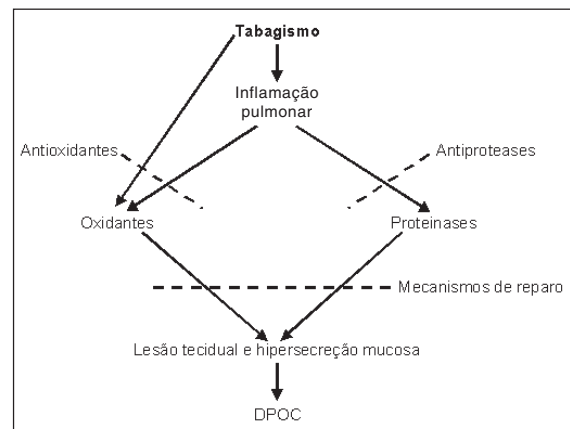 Tabagismo
Inflamação
pulmonar
Antioxidantes
Antiproteases
Oxidantes
Proteinases
Mecanismos de reparo
Lesão tecidual e hipersecreção mucosa
DPOC